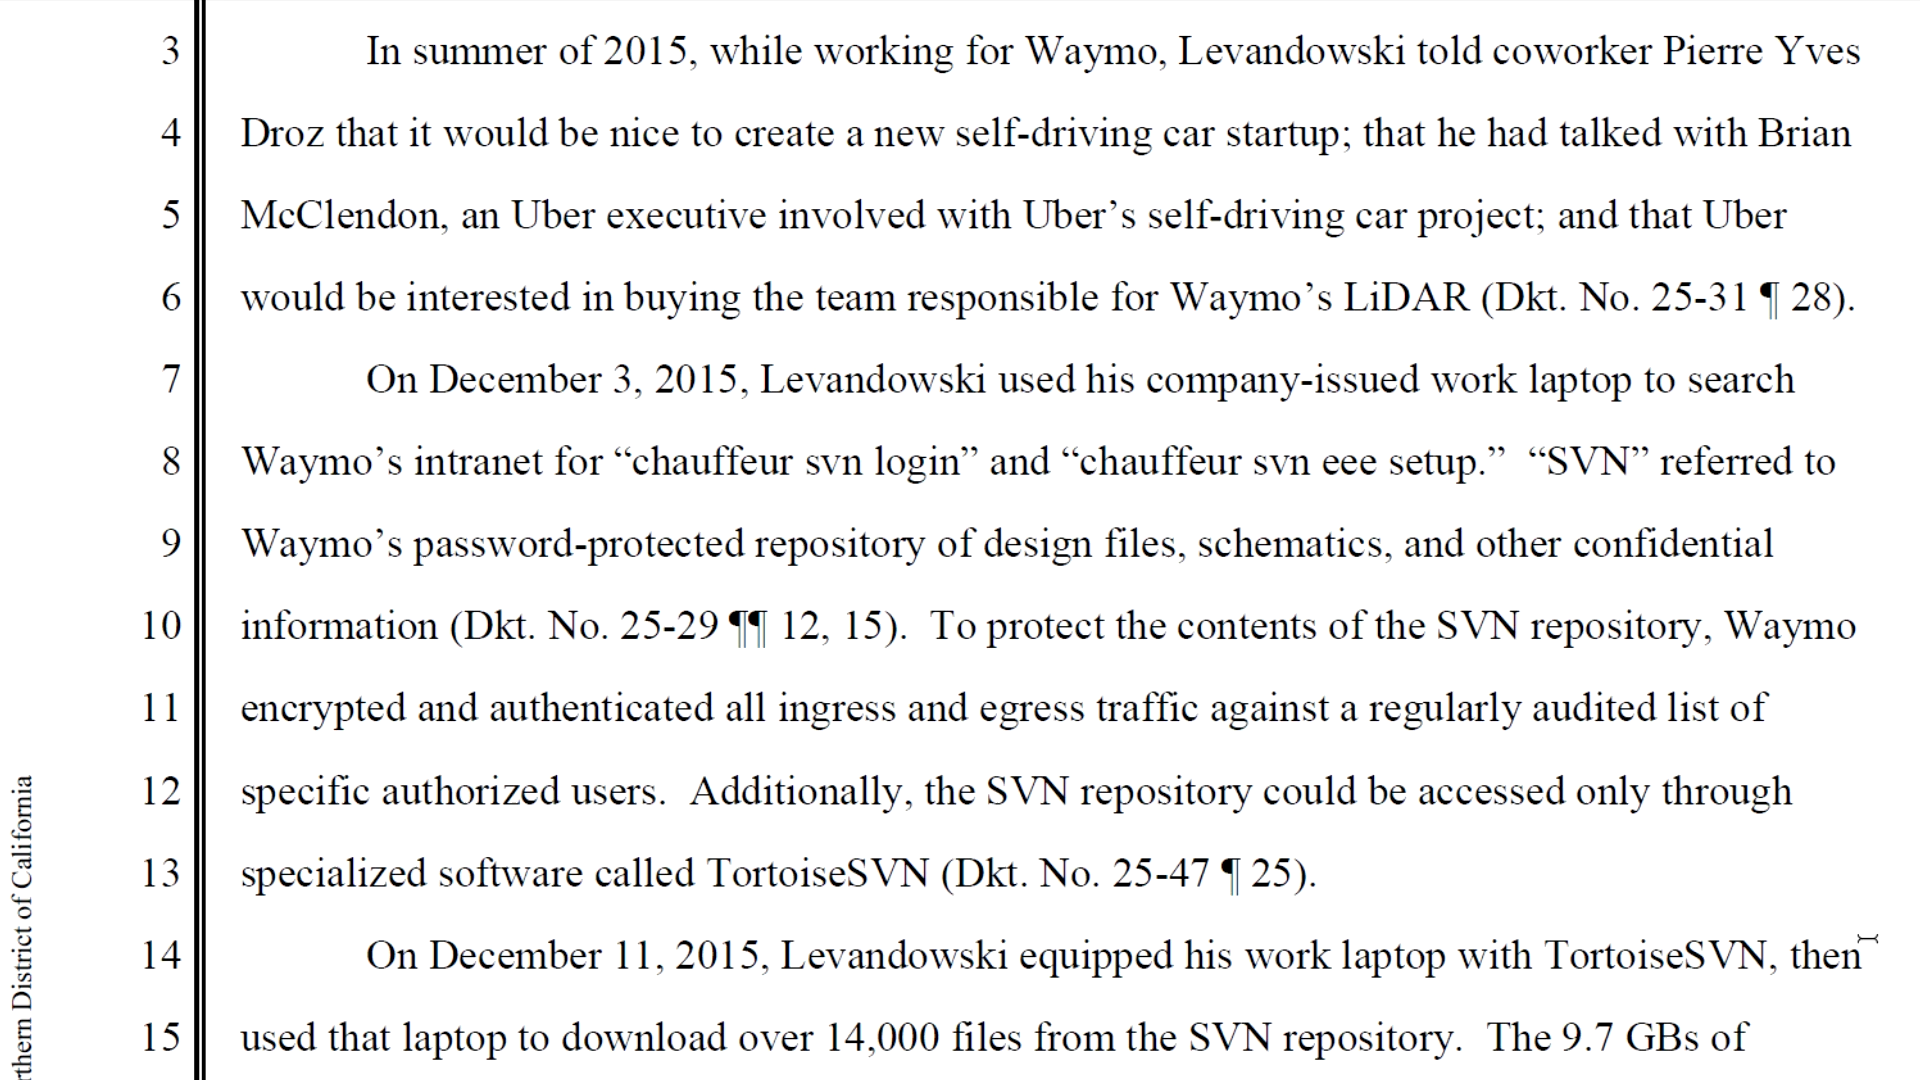 3 In summer of 2015, while working for Waymo, Levandowski told coworker Pierre Yves
4 Droz that it would be nice to create a new self-driving car startup; that he had talked with Brian
5 McClendon, an Uber executive involved with Uber’s self-driving car project; and that Uber
6 would be interested in buying the team responsible for Waymo’s LiDAR (Dkt. No. 25-31 ¶ 28).
7 On December 3, 2015, Levandowski used his company-issued work laptop to search
8 Waymo’s intranet for “chauffeur svn login” and “chauffeur svn eee setup.”  “SVN” referred to
9 Waymo’s password-protected repository of design files, schematics, and other confidential
10 information (Dkt. No. 25-29 ¶¶ 12, 15).  To protect the contents of the SVN repository, Waymo
11 encrypted and authenticated all ingress and egress traffic against a regularly audited list of
12 specific authorized users.  Additionally, the SVN repository could be accessed only through
13 specialized software called TortoiseSVN (Dkt. No. 25-47 ¶ 25).
14 On December 11, 2015, Levandowski equipped his work laptop with TortoiseSVN, then
15 used that laptop to download over 14,000 files from the SVN repository.  The 9.7 GBs of
rthern District of California